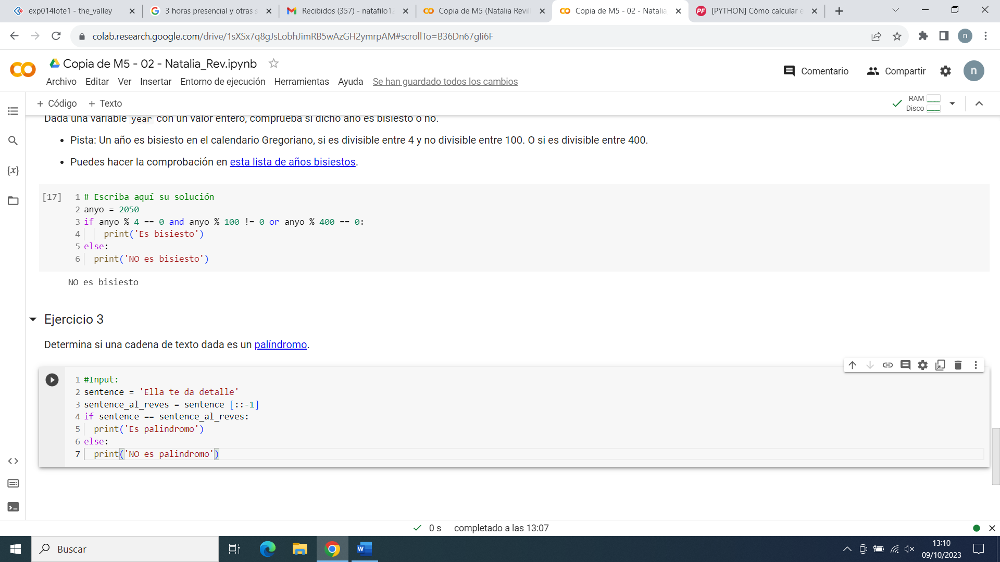 exp014lote1 - the_valley
3 horas presencial y otras s
Recibidos (357) - natafilo12
Copia de M5 (Natalia Revill
Copia de M5 - 02 - Natalia
[PYTHON] Cómo calcular e
colab.research.google.com/drive/1sXSx7q8gJsLobhJimRB5wAzGH2ymrpAM#scrollTo=B36Dn67gIi6F
n
Copia de M5 - 02 - Natalia_Rev.ipynb
Comentario
Compartir
n
Archivo Editar Ver Insertar Entorno de ejecución Herramientas Ayuda Se han guardado todos los cambios
+ Código + Texto
RAM
Disco
Dada una variable year con un valor entero, comprueba si dicho año es bisiesto o no.
• Pista: Un año es bisiesto en el calendario Gregoriano, si es divisible entre 4 y no divisible entre 100. O si es divisible entre 400.
• Puedes hacer la comprobación en esta lista de años bisiestos.
{x}
[17]
1 # Escriba aquí su solución
2 anyo = 2050
3 if anyo % 4 == 0 and anyo % 100 != 0 or anyo % 400 == 0:
4 print('Es bisiesto')
5 else:
6 print('NO es bisiesto')
NO es bisiesto
Ejercicio 3
Determina si una cadena de texto dada es un palíndromo.
1 #Input:
2 sentence = 'Ella te da detalle'
3 sentence_al_reves = sentence [::-1]
4 if sentence == sentence_al_reves:
5 print('Es palindromo')
6 else:
7 print('NO es palindromo')
0 s completado a las 13:07
Buscar
13:10
09/10/2023